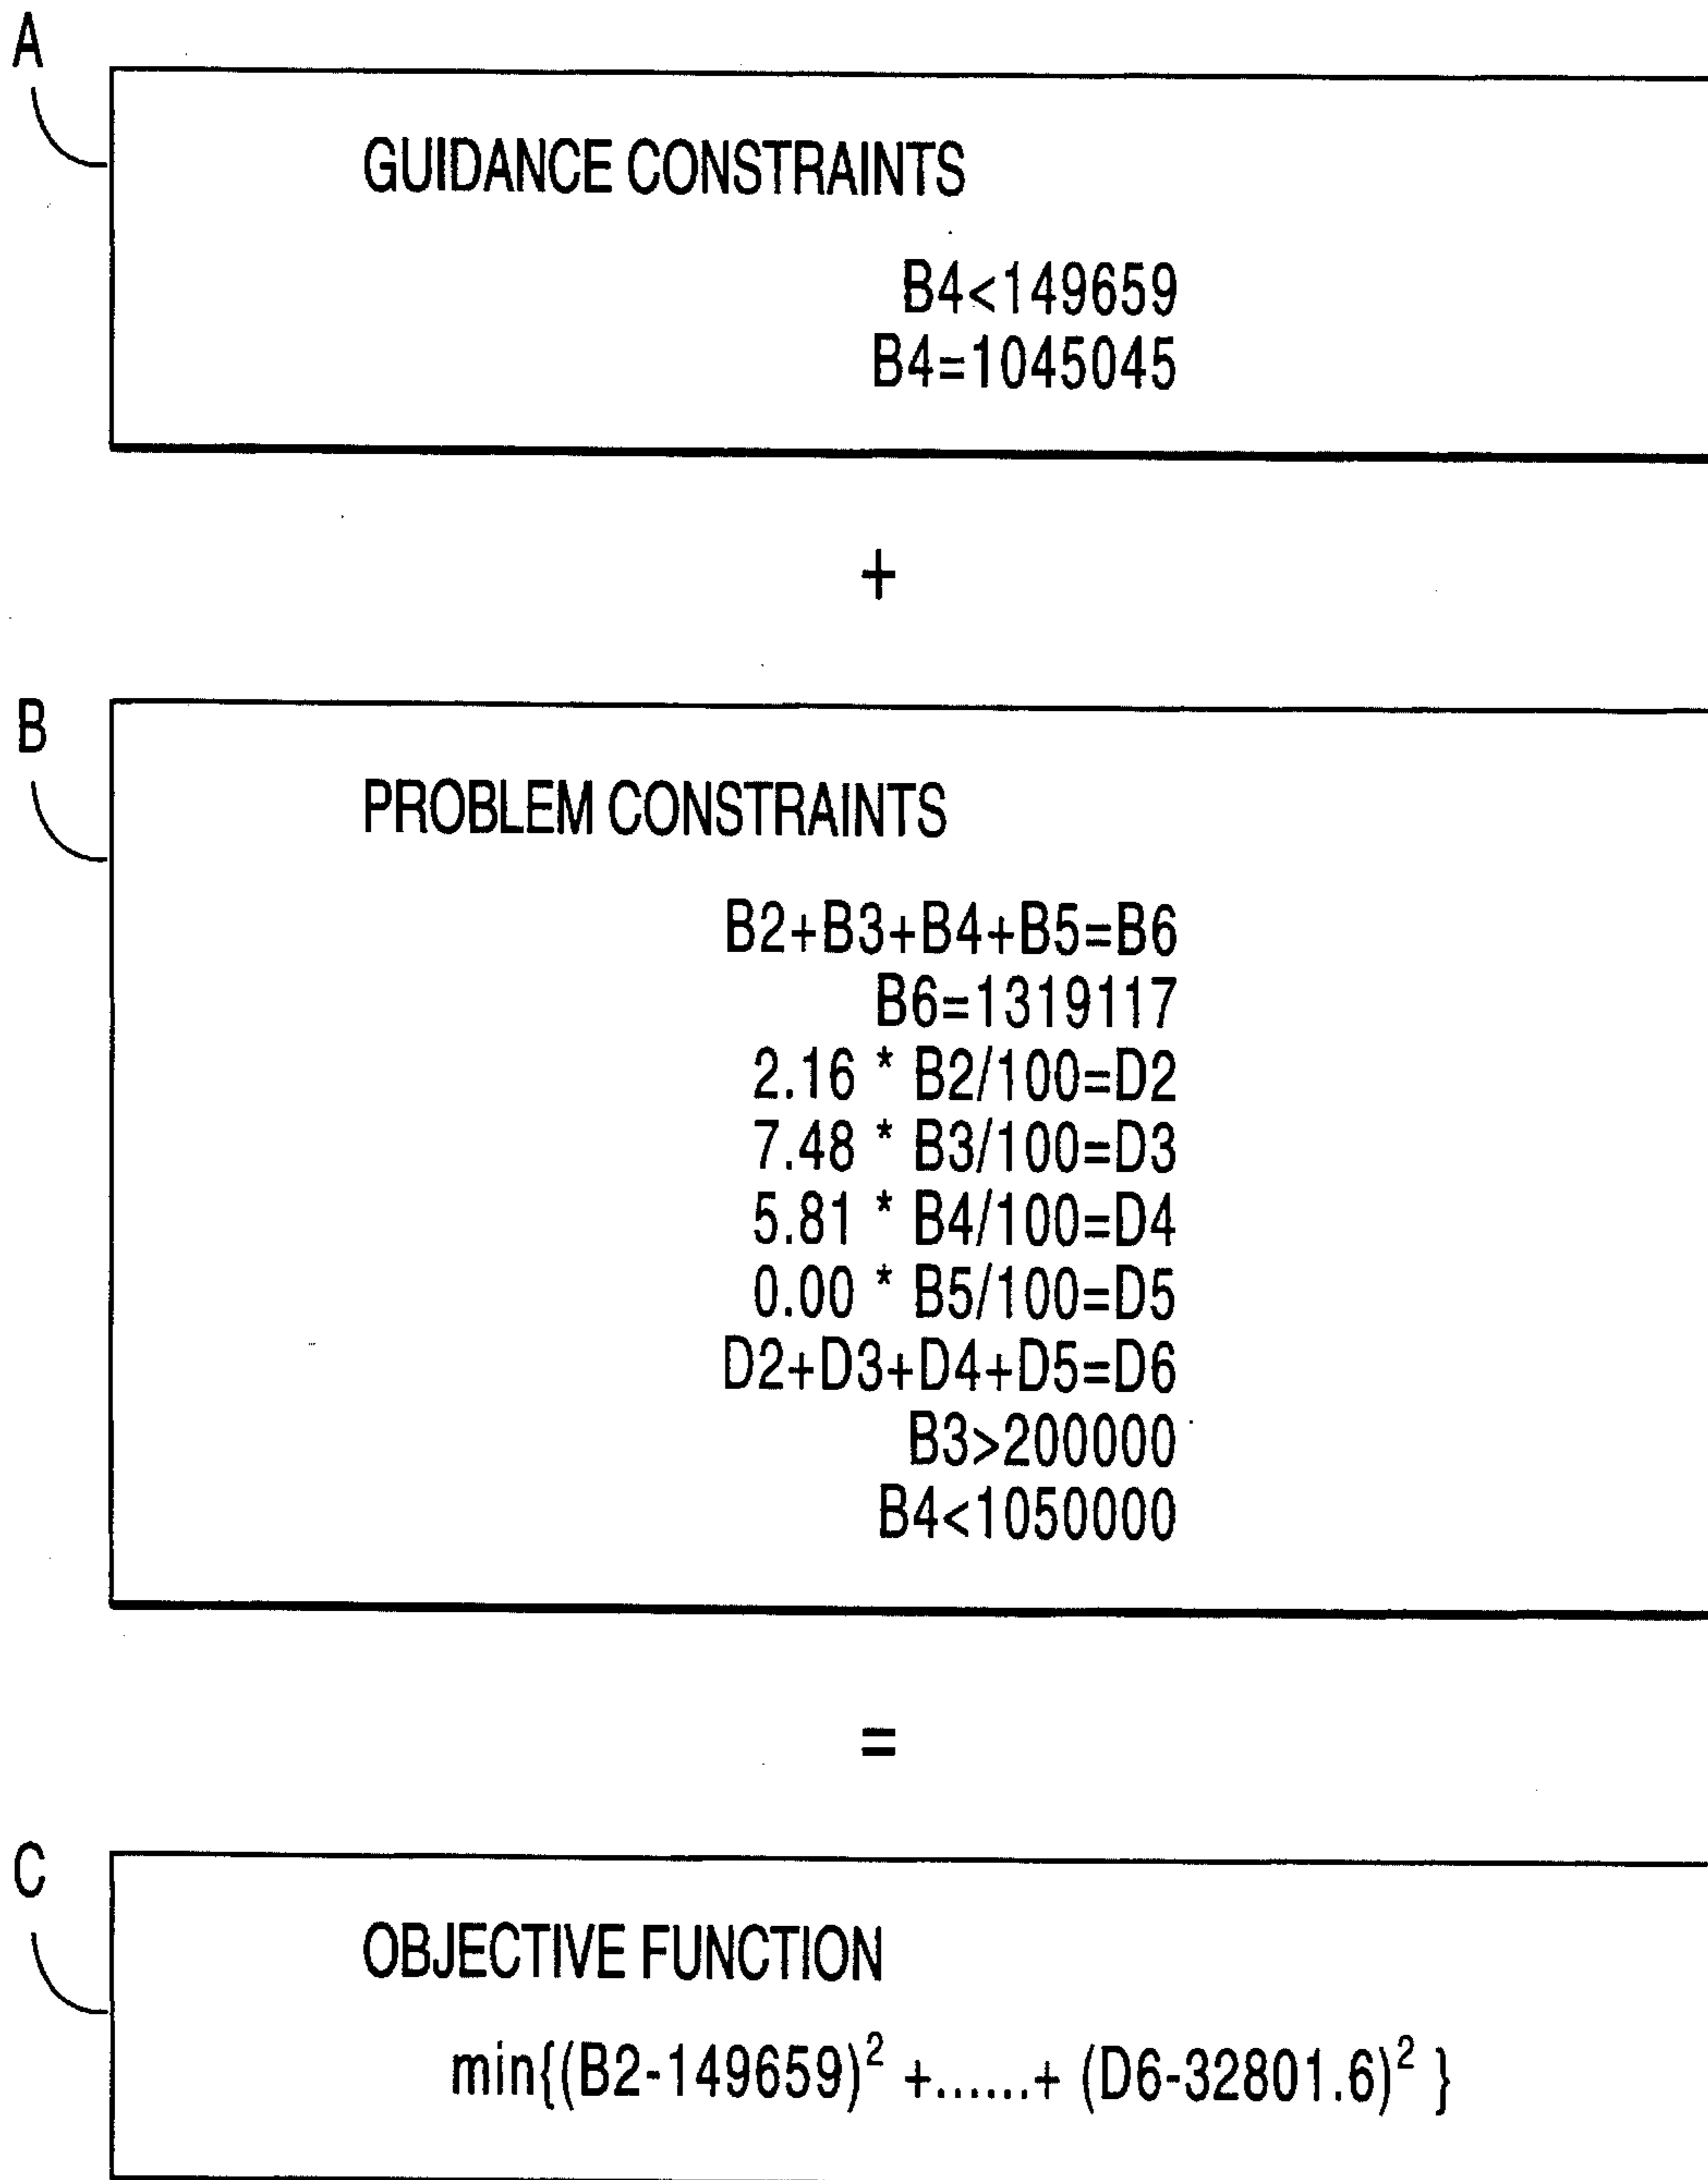 A
GUIDANCE CONSTRAINTS
B4<149659
B4=1045045
+
B
PROBLEM CONSTRAINTS
B2+B3+B4+B5=B6
B6=1319117
2.16 * B2/100=D2
7.48 * B3/100=D3
5.81 * B4/100=D4
0.00 * B5/100=D5
D2+D3+D4+D5=D6
B3>200000
B4<1050000
=
C
OBJECTIVE FUNCTION
min{(B2-149659)² +......+ (D6-32801.6)² }